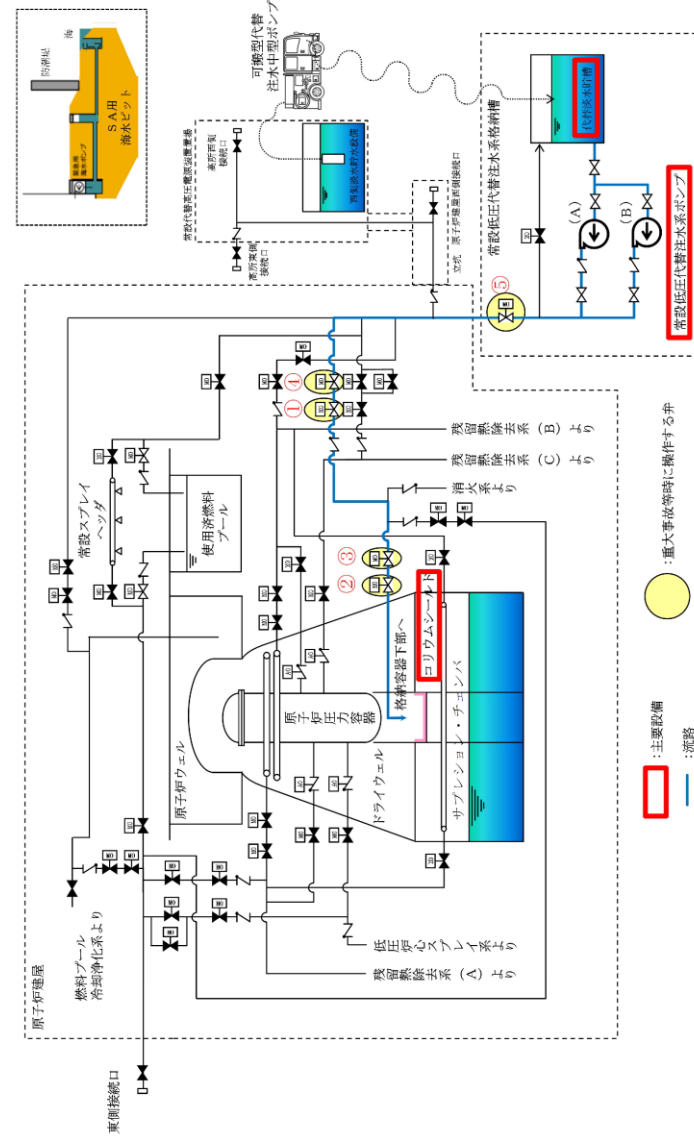 防潮堤
海
緊急用
海水ポンプ
SA用
海水ピット
可搬型代替
注水中型ポンプ
常設代替高圧電源装置置場
高所西側
接続口
西側淡水貯水設備
高所東側
接続口
立坑
原子炉建屋西側接続口
常設低圧代替注水系格納槽
代替淡水貯槽
(A)
(B)
常設低圧代替注水系ポンプ
⑤
④
①
③
②
原子炉建屋
東側接続口
燃料プール
冷却浄化系より
常設スプレイ
ヘッダ
使用済燃料
プール
原子炉ウェル
原子炉圧力容器
ドライウェル
格納容器下部へ
コリウムシールド
サプレション・チェンバ
残留熱除去系(B)より
残留熱除去系(C)より
消火系より
低圧炉心スプレイ系より
残留熱除去系(A)より
:主要設備
:流路
:重大事故等時に操作する弁